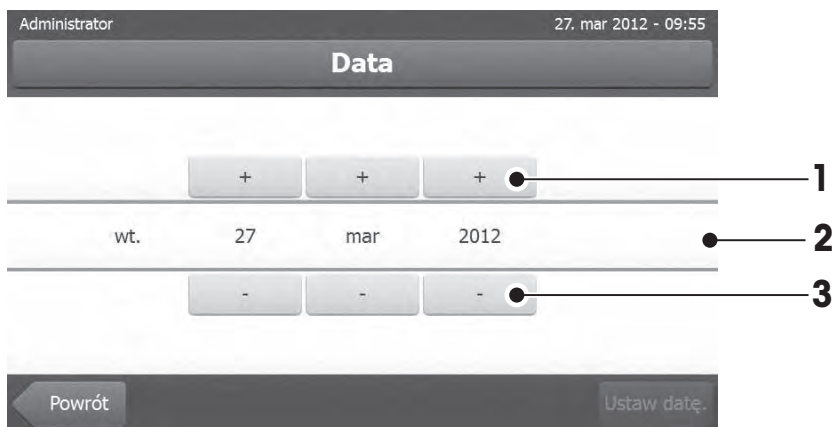 Administrator 27. mar 2012 - 09:55
Data
+ + + 1
wt. 27 mar 2012 2
- - - 3
Powrót Ustaw datę.